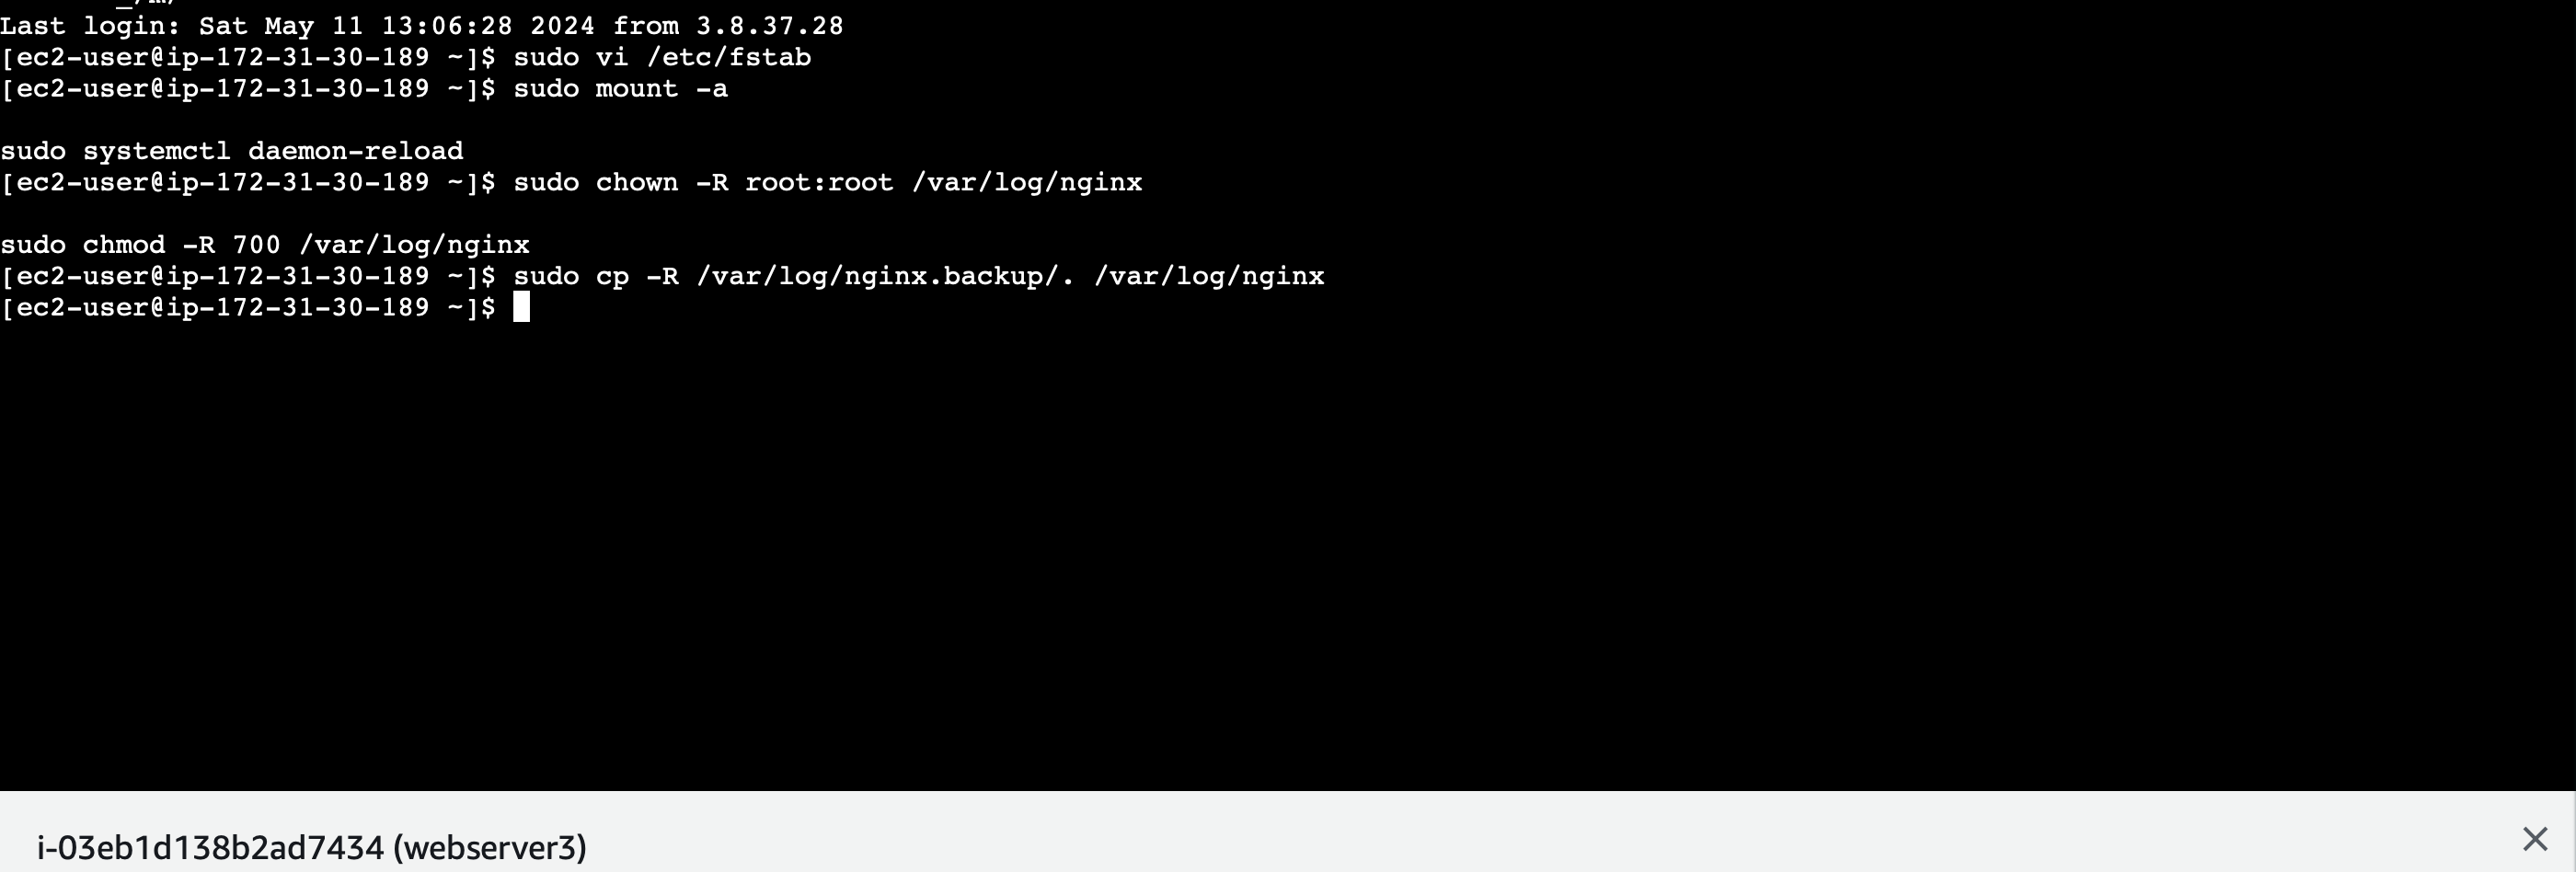 Last login: Sat May 11 13:06:28 2024 from 3.8.37.28
[ec2-user@ip-172-31-30-189 ~]$ sudo vi /etc/fstab
[ec2-user@ip-172-31-30-189 ~]$ sudo mount -a
sudo systemctl daemon-reload
[ec2-user@ip-172-31-30-189 ~]$ sudo chown -R root:root /var/log/nginx
sudo chmod -R 700 /var/log/nginx
[ec2-user@ip-172-31-30-189 ~]$ sudo cp -R /var/log/nginx.backup/. /var/log/nginx
[ec2-user@ip-172-31-30-189 ~]$
i-03eb1d138b2ad7434 (webserver3)